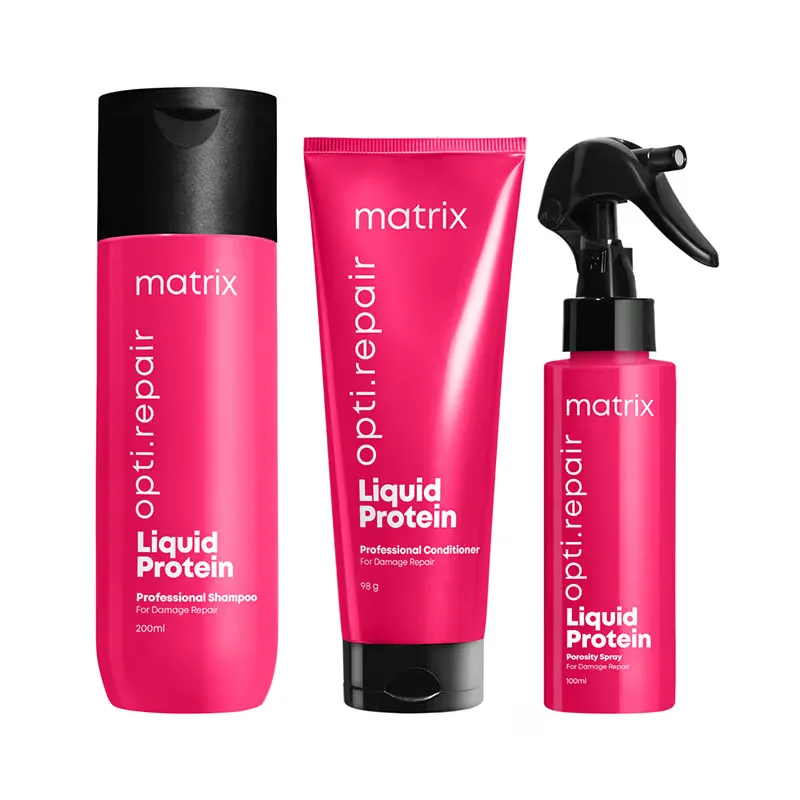 matrix
opti.repair
Liquid
Protein
Professional Shampoo
For Damage Repair
200ml
matrix
opti.repair
Liquid
Protein
Professional Conditioner
For Damage Repair
98 g
matrix
opti.repair
Liquid
Protein
Porosity Spray
For Damage Repair
100ml